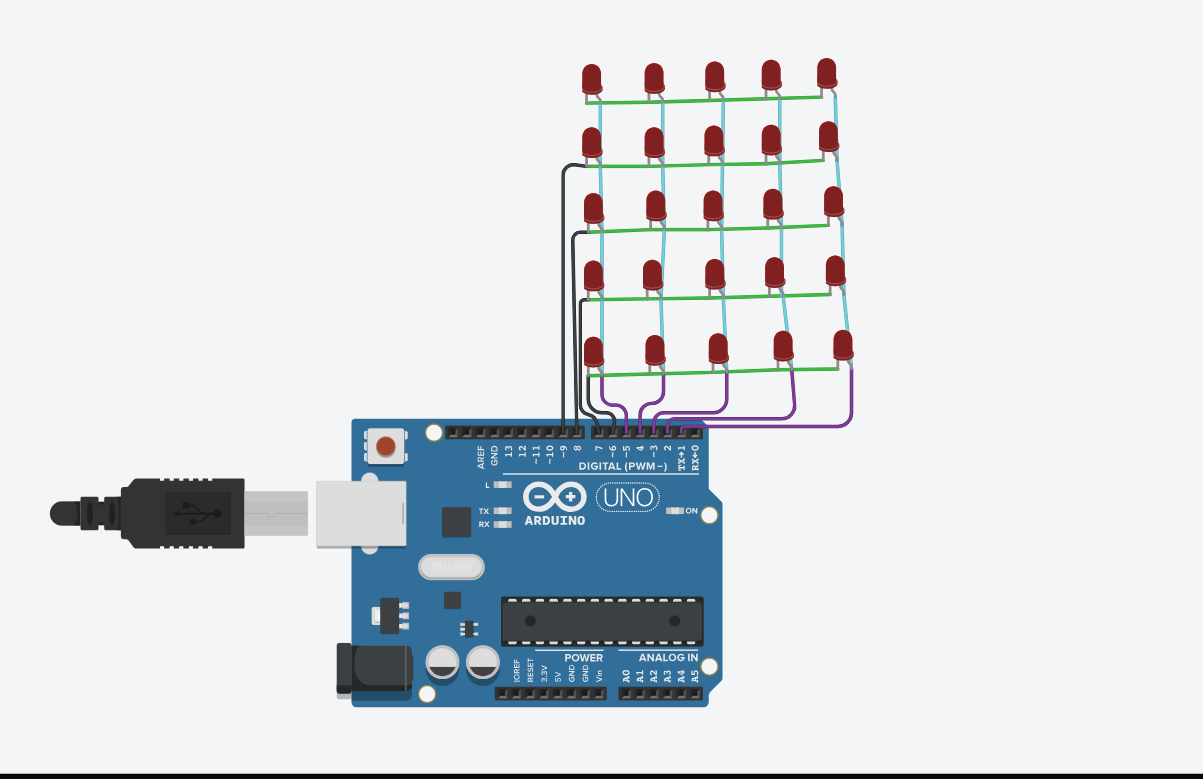 AREF
GND
13
12
~11
~10
~9
8
7
~6
~5
4
~3
2
TX→1
RX←0
DIGITAL (PWM~)
L
TX
RX
UNO
ARDUINO
ON
POWER
ANALOG IN
IOREF
RESET
3.3V
5V
GND
GND
Vin
A0
A1
A2
A3
A4
A5